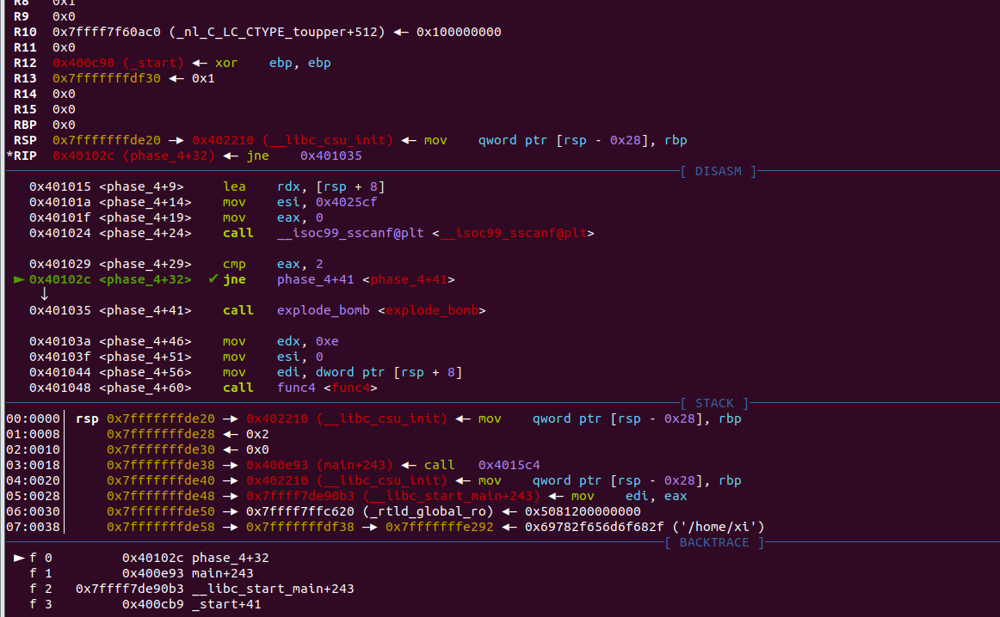 R8 0x1
R9 0x0
R10 0x7ffff7f60ac0 (_nl_C_LC_CTYPE_toupper+512) ◂— 0x100000000
R11 0x0
R12 0x400c90 (_start) ◂— xor ebp, ebp
R13 0x7fffffffdf30 ◂— 0x1
R14 0x0
R15 0x0
RBP 0x0
RSP 0x7fffffffde20 —▸ 0x402210 (__libc_csu_init) ◂— mov qword ptr [rsp - 0x28], rbp
*RIP 0x40102c (phase_4+32) ◂— jne 0x401035
[ DISASM ]
0x401015 <phase_4+9> lea rdx, [rsp + 8]
0x40101a <phase_4+14> mov esi, 0x4025cf
0x40101f <phase_4+19> mov eax, 0
0x401024 <phase_4+24> call __isoc99_sscanf@plt <__isoc99_sscanf@plt>
0x401029 <phase_4+29> cmp eax, 2
► 0x40102c <phase_4+32> ✔ jne phase_4+41 <phase_4+41>
↓
0x401035 <phase_4+41> call explode_bomb <explode_bomb>
0x40103a <phase_4+46> mov edx, 0xe
0x40103f <phase_4+51> mov esi, 0
0x401044 <phase_4+56> mov edi, dword ptr [rsp + 8]
0x401048 <phase_4+60> call func4 <func4>
[ STACK ]
00:0000│ rsp 0x7fffffffde20 —▸ 0x402210 (__libc_csu_init) ◂— mov qword ptr [rsp - 0x28], rbp
01:0008│ 0x7fffffffde28 ◂— 0x2
02:0010│ 0x7fffffffde30 ◂— 0x0
03:0018│ 0x7fffffffde38 —▸ 0x400e93 (main+243) ◂— call 0x4015c4
04:0020│ 0x7fffffffde40 —▸ 0x402210 (__libc_csu_init) ◂— mov qword ptr [rsp - 0x28], rbp
05:0028│ 0x7fffffffde48 —▸ 0x7ffff7de90b3 (__libc_start_main+243) ◂— mov edi, eax
06:0030│ 0x7fffffffde50 —▸ 0x7ffff7ffc620 (_rtld_global_ro) ◂— 0x5081200000000
07:0038│ 0x7fffffffde58 —▸ 0x7fffffffdf38 —▸ 0x7fffffffe292 ◂— 0x69782f656d6f682f ('/home/xi')
[ BACKTRACE ]
► f 0 0x40102c phase_4+32
f 1 0x400e93 main+243
f 2 0x7ffff7de90b3 __libc_start_main+243
f 3 0x400cb9 _start+41